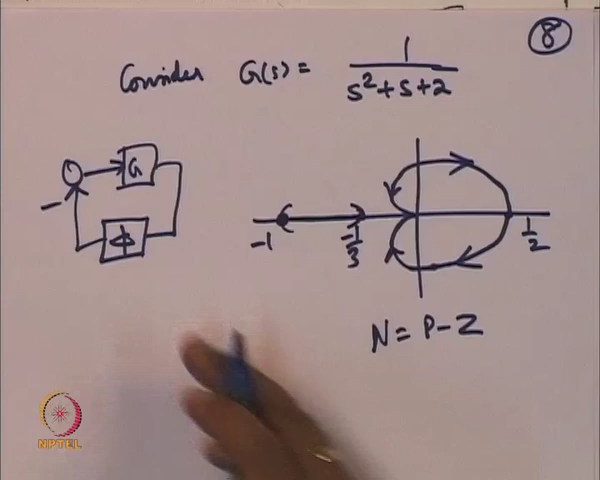 8
Consider G(s) = 1/(s²+s+2)
G
-
ϕ
-1
-1/3
1/2
N = P - Z
NPTEL